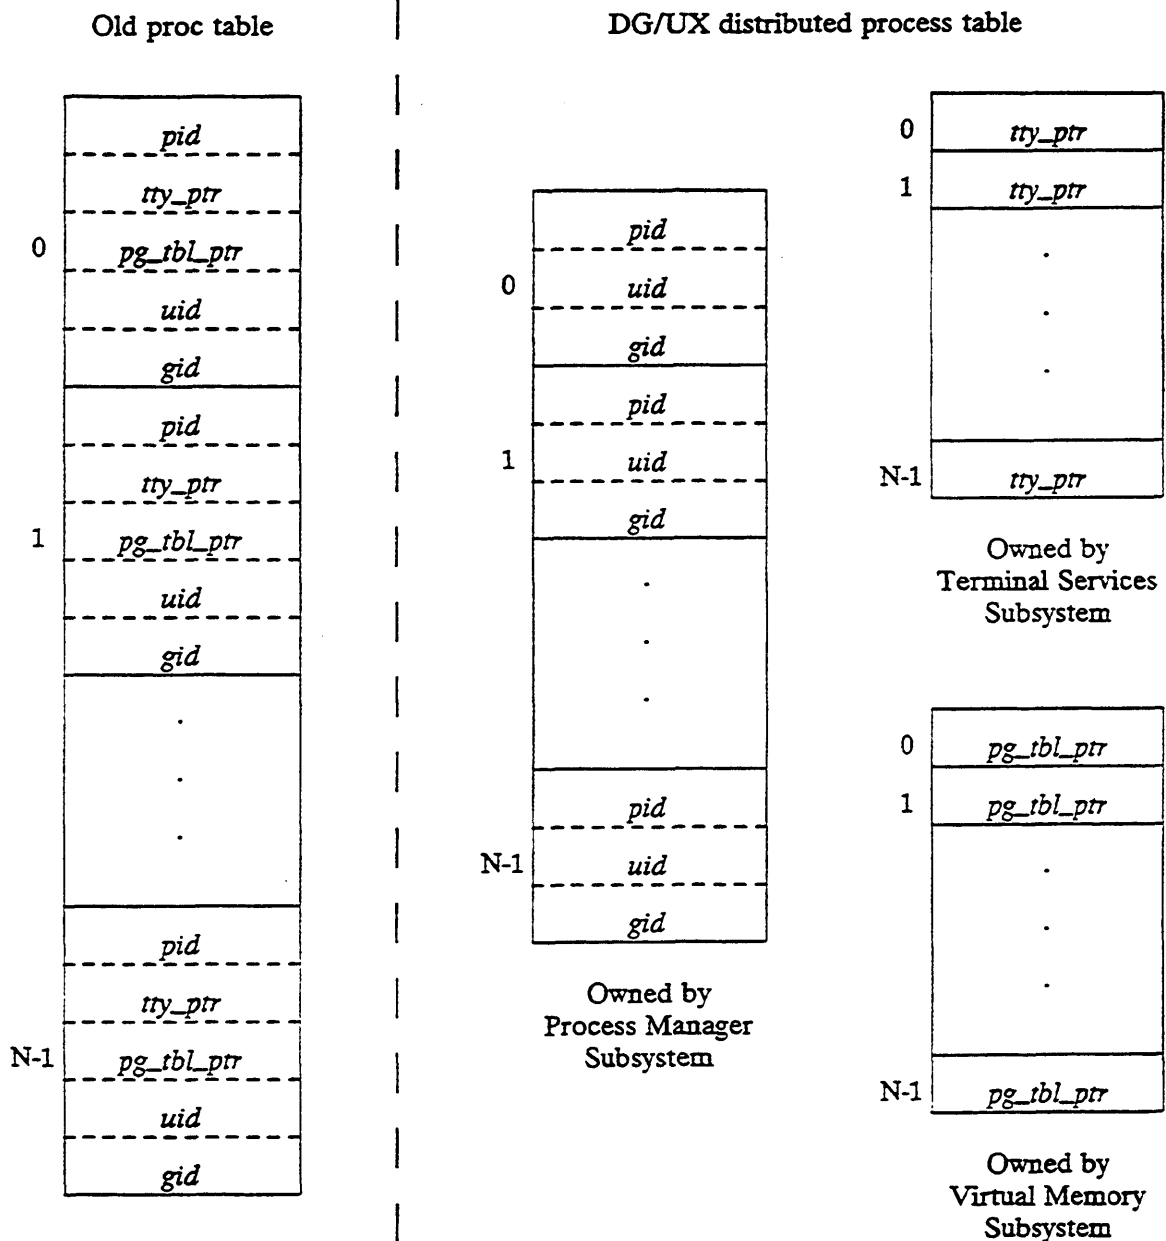 Old proc table
pid
tty_ptr
0
pg_tbl_ptr
uid
gid
pid
tty_ptr
1
pg_tbl_ptr
uid
gid
.
.
.
pid
tty_ptr
N-1
pg_tbl_ptr
uid
gid
DG/UX distributed process table
pid
0
uid
gid
pid
1
uid
gid
.
.
.
pid
N-1
uid
gid
Owned by
Process Manager
Subsystem
0
tty_ptr
1
tty_ptr
.
.
.
N-1
tty_ptr
Owned by
Terminal Services
Subsystem
0
pg_tbl_ptr
1
pg_tbl_ptr
.
.
.
N-1
pg_tbl_ptr
Owned by
Virtual Memory
Subsystem